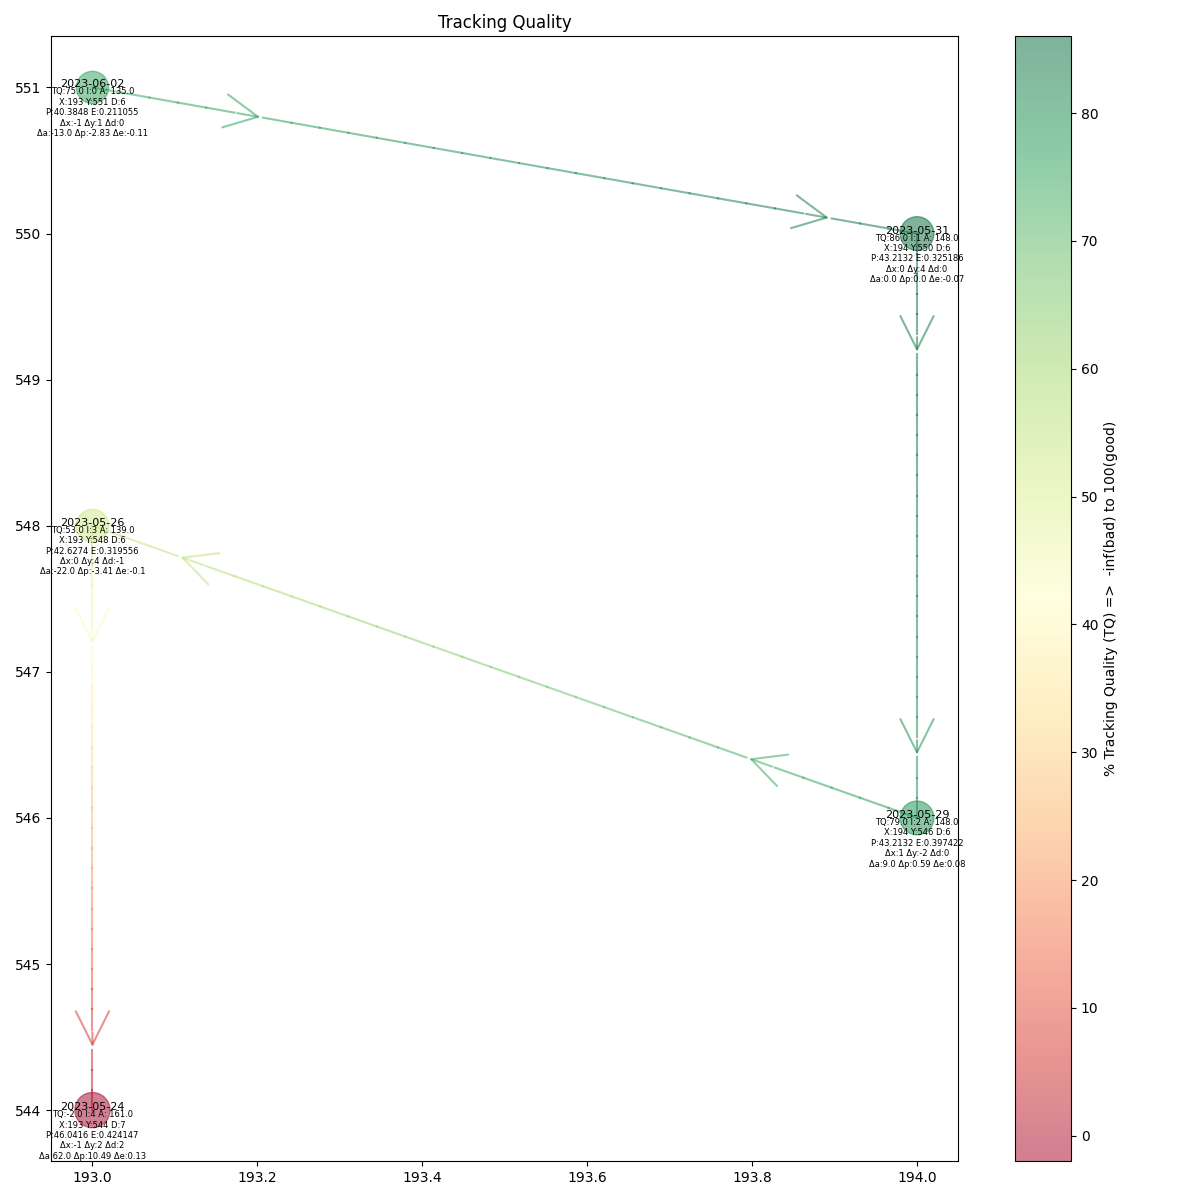 Tracking Quality
551
550
549
548
547
546
545
544
2023-06-02
TQ:75.0 I:0 A: 135.0
X:193 Y:551 D:6
P:40.3848 E:0.211055
Δx:-1 Δy:1 Δd:0
Δa:-13.0 Δp:-2.83 Δe:-0.11
2023-05-31
TQ:86.0 I:1 A: 148.0
X:194 Y:550 D:6
P:43.2132 E:0.325186
Δx:0 Δy:4 Δd:0
Δa:0.0 Δp:0.0 Δe:-0.07
2023-05-26
TQ:53.0 I:3 A: 139.0
X:193 Y:548 D:6
P:42.6274 E:0.319556
Δx:0 Δy:4 Δd:-1
Δa:-22.0 Δp:-3.41 Δe:-0.1
2023-05-29
TQ:79.0 I:2 A: 148.0
X:194 Y:546 D:6
P:43.2132 E:0.397422
Δx:1 Δy:-2 Δd:0
Δa:9.0 Δp:0.59 Δe:0.08
2023-05-24
TQ:-2.0 I:4 A: 161.0
X:193 Y:544 D:7
P:46.0416 E:0.424147
Δx:-1 Δy:2 Δd:2
Δa:62.0 Δp:10.49 Δe:0.13
193.0
193.2
193.4
193.6
193.8
194.0
80
70
60
50
40
30
20
10
0
% Tracking Quality (TQ) => -inf(bad) to 100(good)